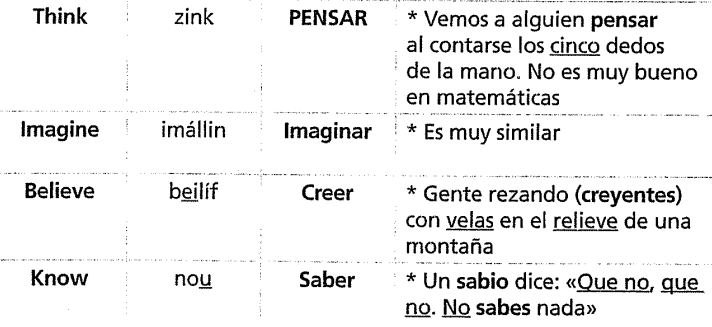 Think zink PENSAR * Vemos a alguien pensar
al contarse los cinco dedos
de la mano. No es muy bueno
en matemáticas
Imagine imállin Imaginar * Es muy similar
Believe beilíf Creer * Gente rezando (creyentes)
con velas en el relieve de una
montaña
Know nou Saber * Un sabio dice: «Que no, que
no. No sabes nada»